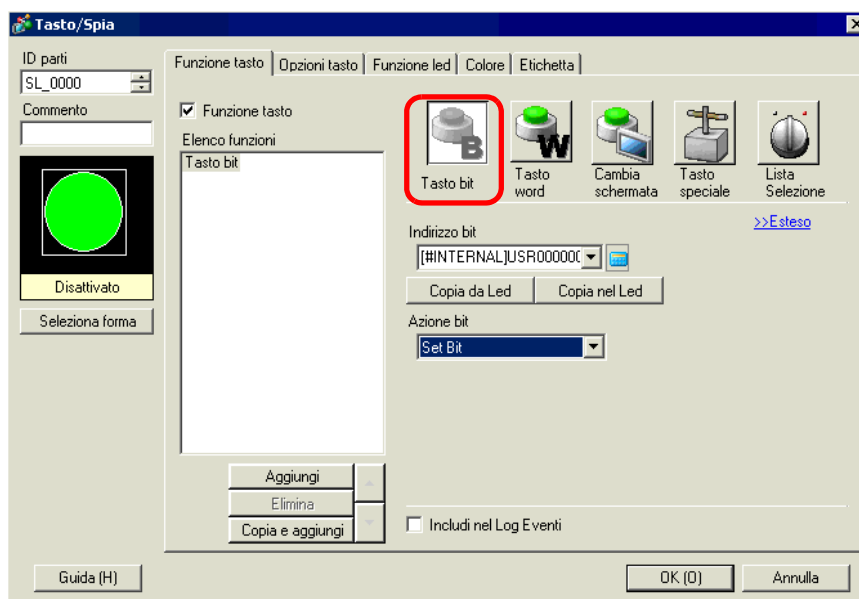 Tasto/Spia
ID parti
SL_0000
Commento
Disattivato
Seleziona forma
Funzione tasto
Opzioni tasto
Funzione led
Colore
Etichetta
Funzione tasto
Elenco funzioni
Tasto bit
Aggiungi
Elimina
Copia e aggiungi
B
Tasto bit
W
Tasto
word
Cambia
schermata
Tasto
speciale
Lista
Selezione
>>Esteso
Indirizzo bit
[#INTERNAL]USR000000
Copia da Led
Copia nel Led
Azione bit
Set Bit
Includi nel Log Eventi
Guida (H)
OK (O)
Annulla